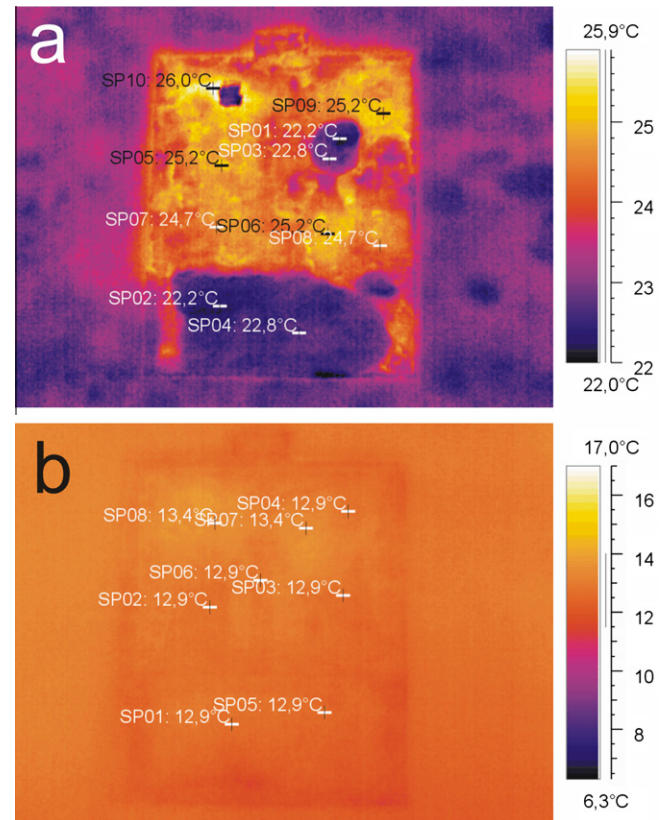 a
25,9°C
SP10: 26,0°C
SP09: 25,2°C
SP01: 22,2°C
SP03: 22,8°C
SP05: 25,2°C
SP07: 24,7°C
SP06: 25,2°C
SP08: 24,7°C
SP02: 22,2°C
SP04: 22,8°C
25
24
23
22
22,0°C
b
17,0°C
SP04: 12,9°C
SP08: 13,4°C
SP07: 13,4°C
SP06: 12,9°C
SP03: 12,9°C
SP02: 12,9°C
SP05: 12,9°C
SP01: 12,9°C
16
14
12
10
8
6,3°C